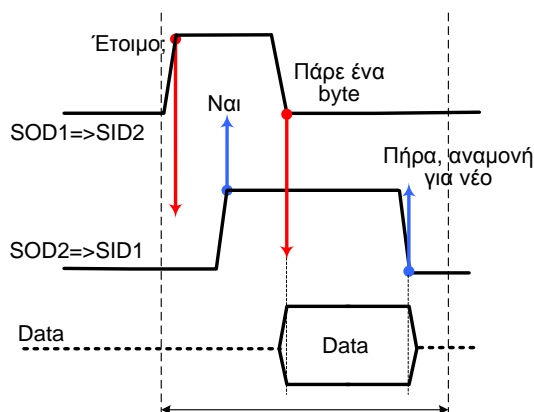 Έτοιμο;
Πάρε ένα
byte
Ναι
SOD1=>SID2
Πήρα, αναμονή
για νέο
SOD2=>SID1
Data
Data